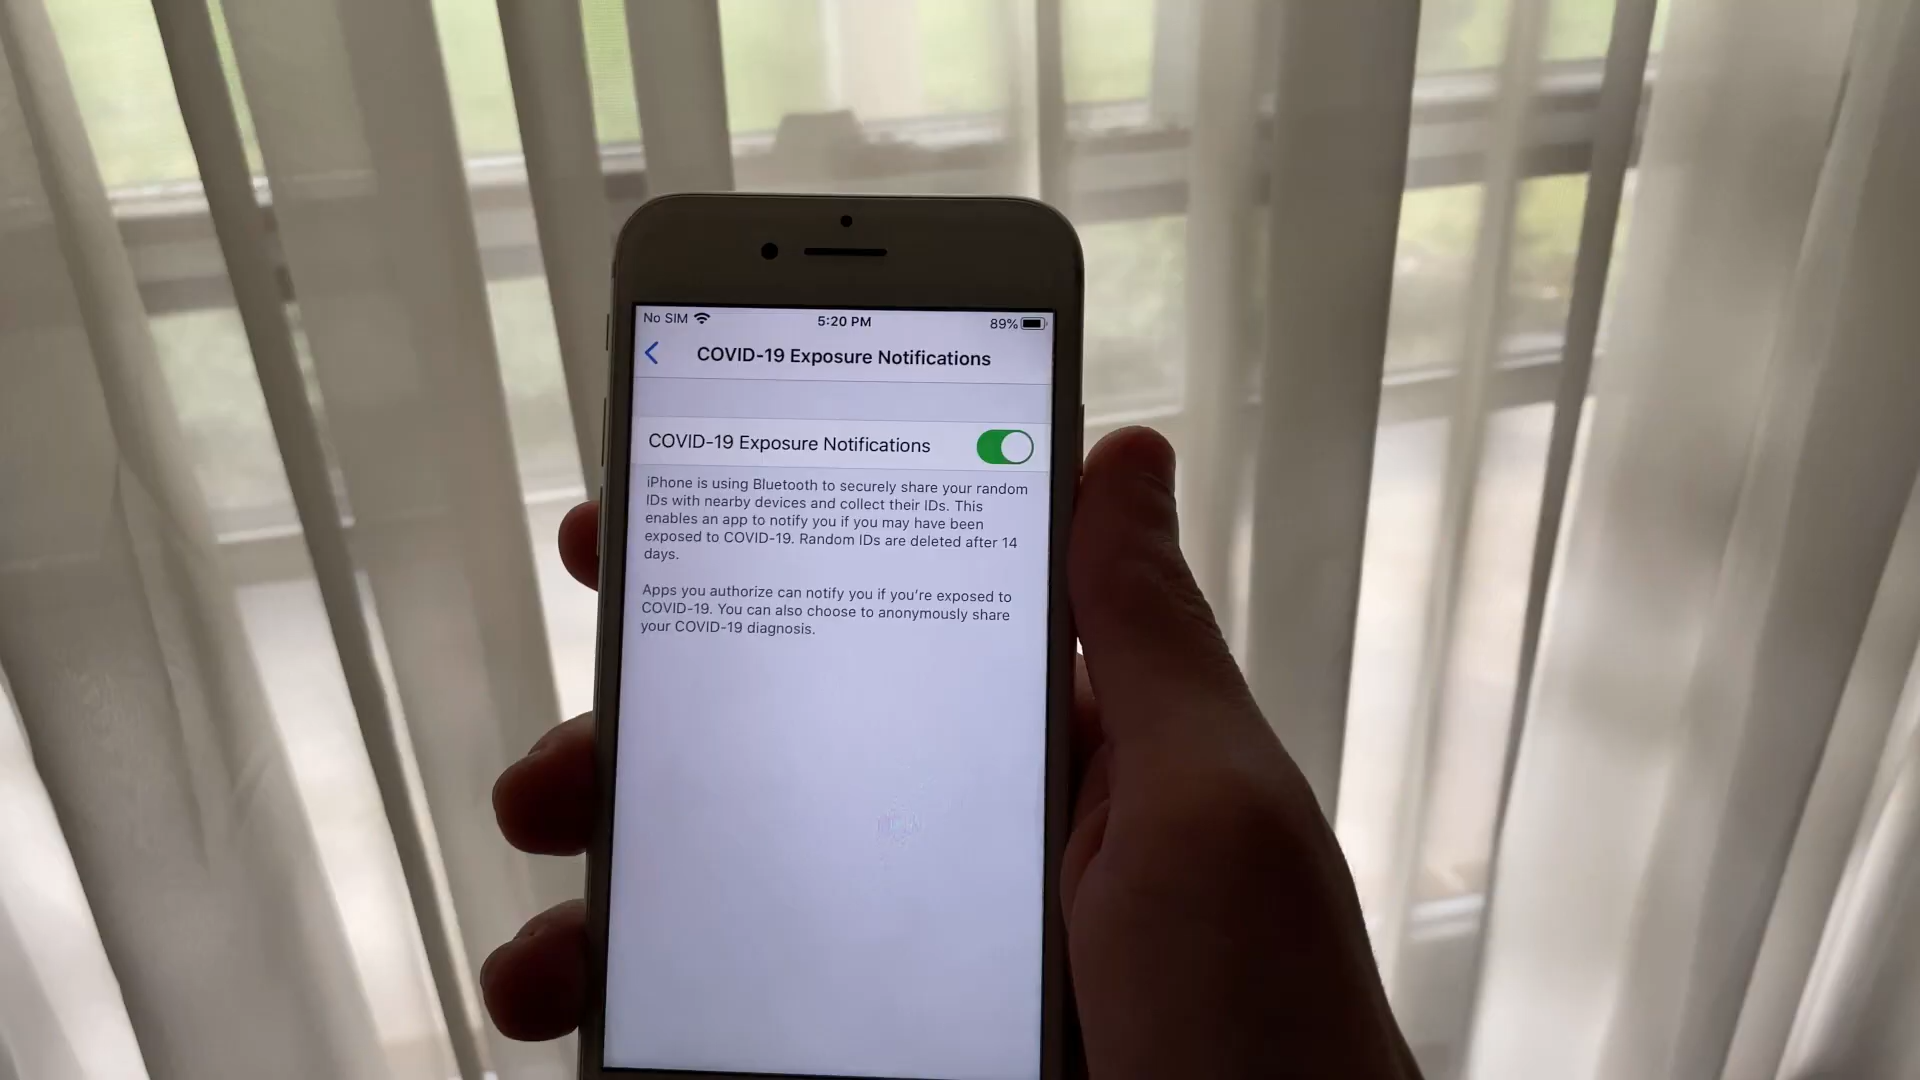 No SIM 5:20 PM 89%
COVID-19 Exposure Notifications
COVID-19 Exposure Notifications
iPhone is using Bluetooth to securely share your random
IDs with nearby devices and collect their IDs. This
enables an app to notify you if you may have been
exposed to COVID-19. Random IDs are deleted after 14
days.
Apps you authorize can notify you if you're exposed to
COVID-19. You can also choose to anonymously share
your COVID-19 diagnosis.